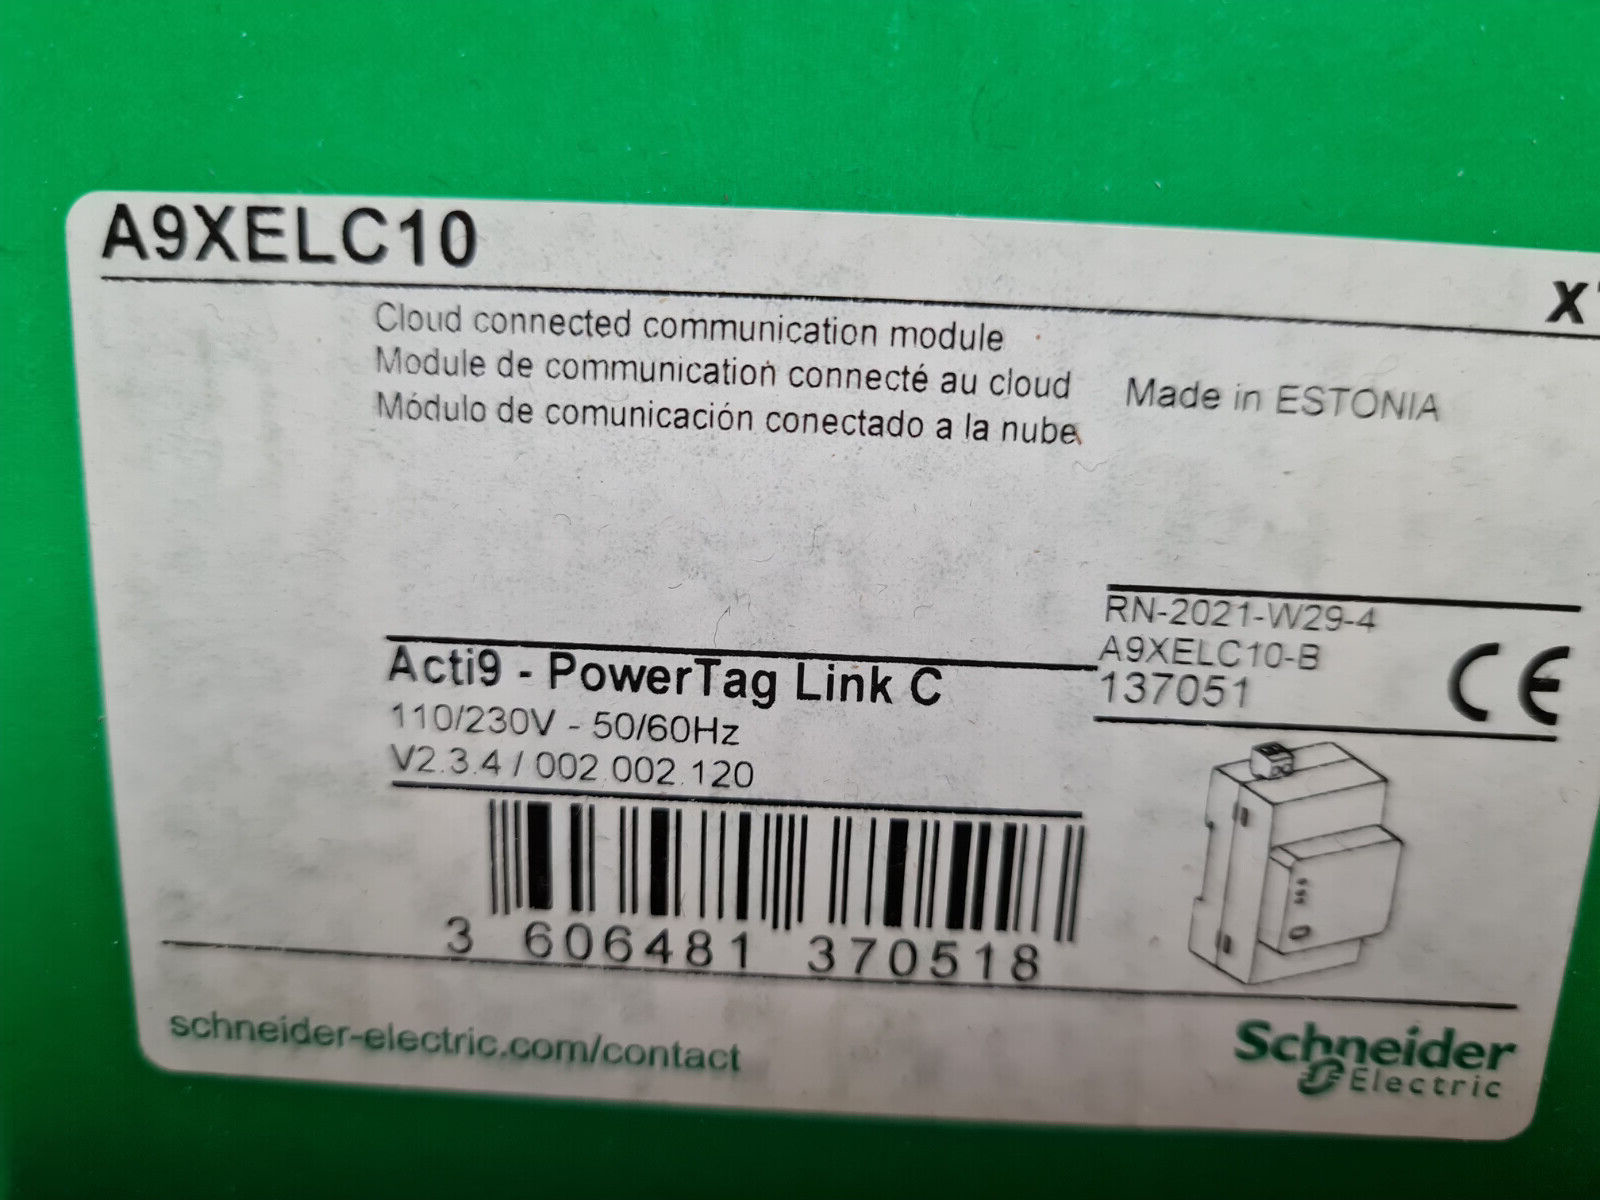 A9XELC10
Cloud connected communication module
Module de communication connecté au cloud
Módulo de comunicación conectado a la nube
Made in ESTONIA
RN-2021-W29-4
A9XELC10-B
137051
CE
Acti9 - PowerTag Link C
110/230V - 50/60Hz
V2.3.4 / 002.002.120
3 606481 370518
schneider-electric.com/contact
Schneider
Electric